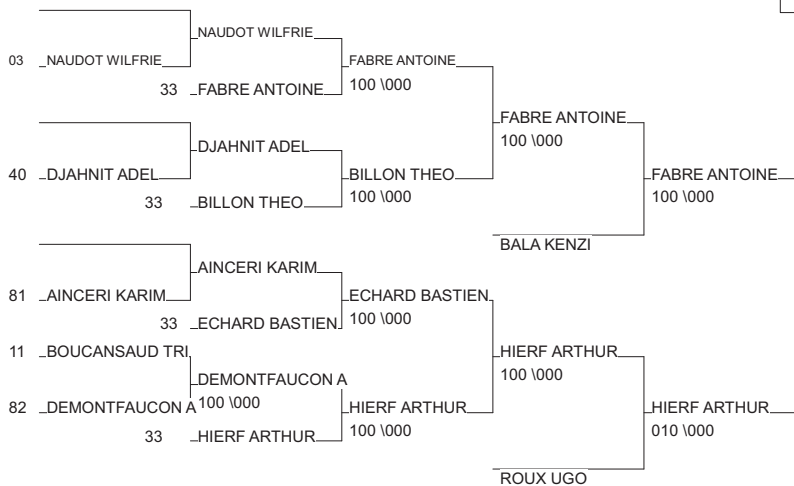 NAUDOT WILFRIE
03 NAUDOT WILFRIE
FABRE ANTOINE
33 FABRE ANTOINE
100 \000
FABRE ANTOINE
100 \000
DJAHNIT ADEL
40 DJAHNIT ADEL
BILLON THEO
FABRE ANTOINE
33 BILLON THEO
100 \000
100 \000
BALA KENZI
AINCERI KARIM
81 AINCERI KARIM
ECHARD BASTIEN
33 ECHARD BASTIEN
100 \000
11 BOUCANSAUD TRI
HIERF ARTHUR
100 \000
DEMONTFAUCON A
82 DEMONTFAUCON A
100 \000
HIERF ARTHUR
HIERF ARTHUR
33 HIERF ARTHUR
100 \000
010 \000
ROUX UGO